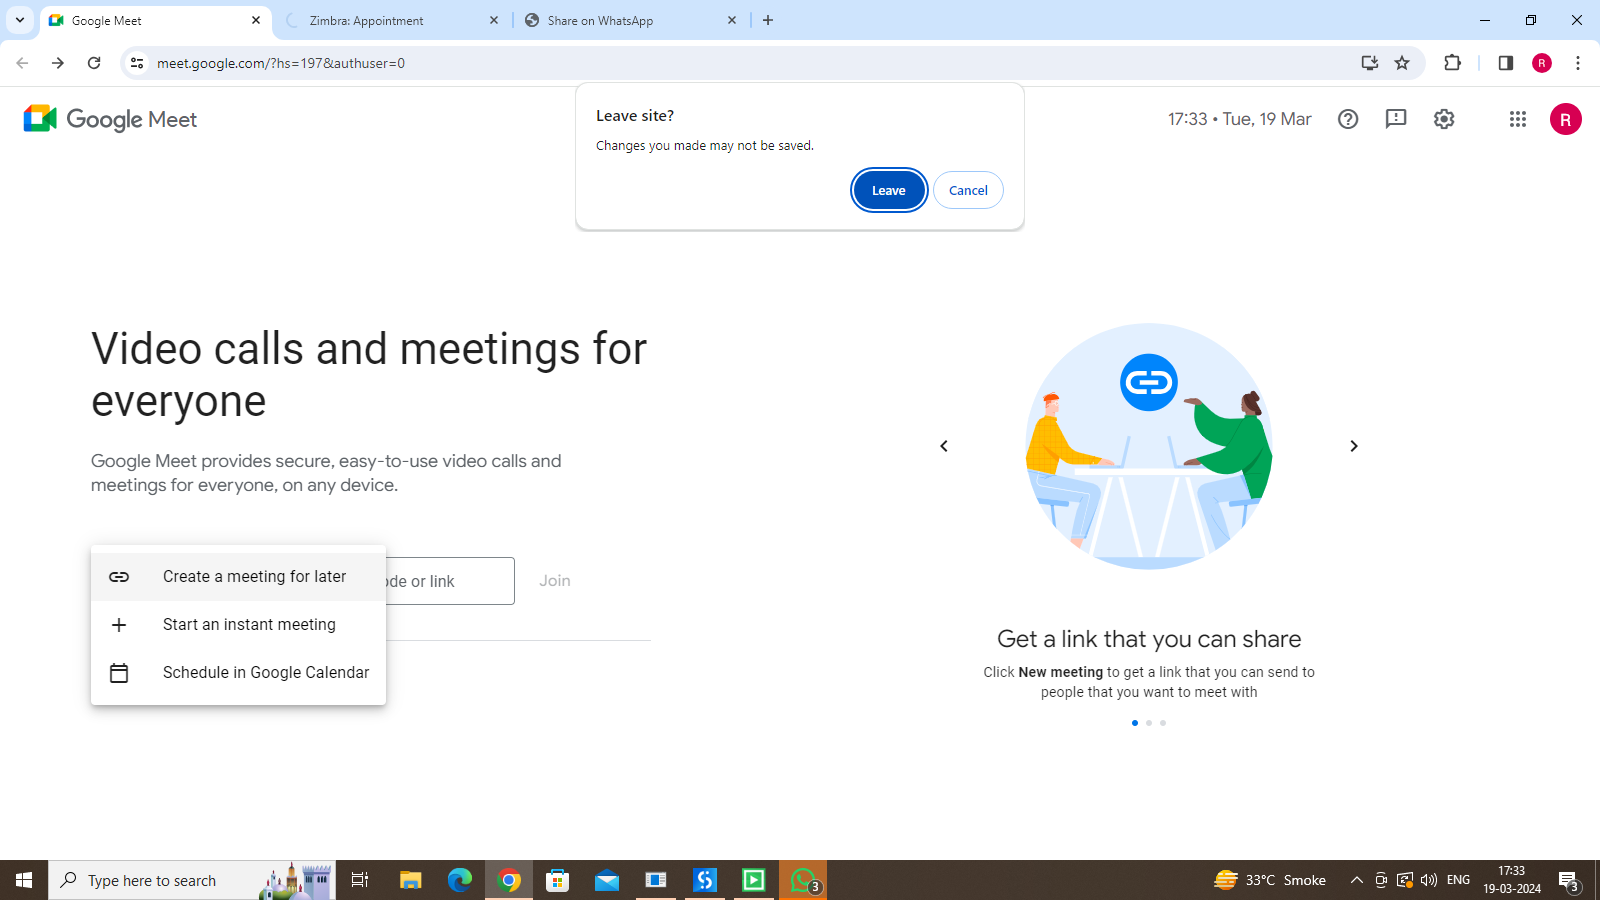 Google Meet
Zimbra: Appointment
Share on WhatsApp
meet.google.com/?hs=197&authuser=0
R
Google Meet
17:33 • Tue, 19 Mar
R
Leave site?
Changes you made may not be saved.
Leave
Cancel
Video calls and meetings for
everyone
Google Meet provides secure, easy-to-use video calls and
meetings for everyone, on any device.
Create a meeting for later
ode or link
Join
Start an instant meeting
Schedule in Google Calendar
Get a link that you can share
Click New meeting to get a link that you can send to
people that you want to meet with
Type here to search
3
33°C Smoke
ENG
17:33
19-03-2024
3